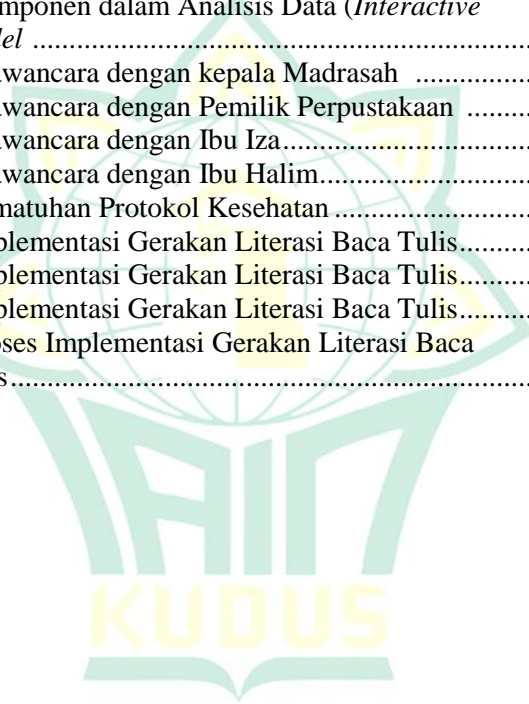 mponen dalam Analisis Data (Interactive
del ........................................................................
awancara dengan kepala Madrasah ................
awancara dengan Pemilik Perpustakaan .........
awancara dengan Ibu Iza....................................
awancara dengan Ibu Halim...............................
matuhan Protokol Kesehatan ............................
plementasi Gerakan Literasi Baca Tulis..........
plementasi Gerakan Literasi Baca Tulis..........
plementasi Gerakan Literasi Baca Tulis..........
oses Implementasi Gerakan Literasi Baca
s............................................................................
IAIN
KUDUS